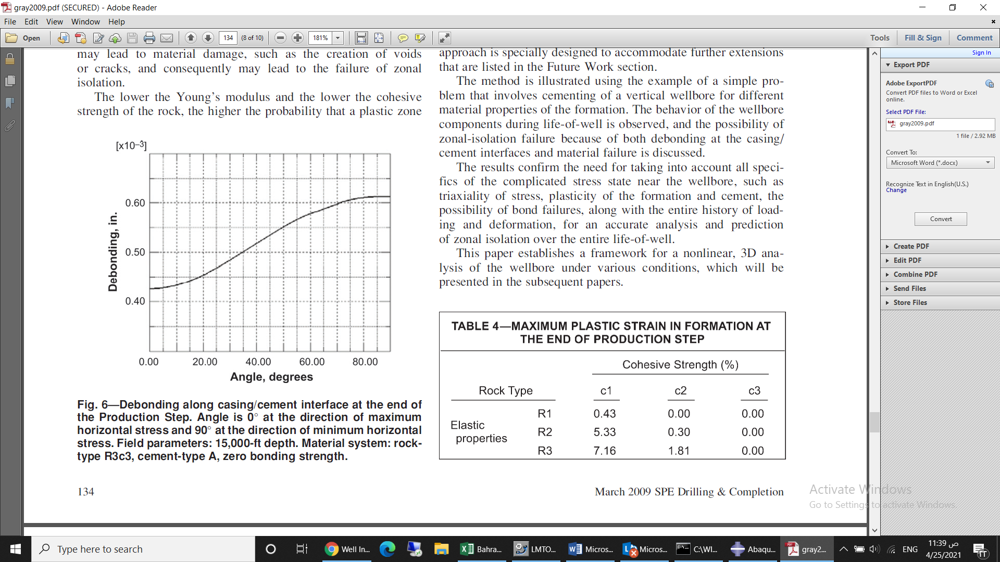 gray2009.pdf (SECURED) - Adobe Reader
File Edit View Window Help
Open 134 (8 of 10) 181% Tools Fill & Sign Comment
may lead to material damage, such as the creation of voids
or cracks, and consequently may lead to the failure of zonal
isolation.
The lower the Young's modulus and the lower the cohesive
strength of the rock, the higher the probability that a plastic zone
[x10–3]
0.60
0.50
0.40
Debonding, in.
0.00 20.00 40.00 60.00 80.00
Angle, degrees
Fig. 6—Debonding along casing/cement interface at the end of
the Production Step. Angle is 0° at the direction of maximum
horizontal stress and 90° at the direction of minimum horizontal
stress. Field parameters: 15,000-ft depth. Material system: rock-
type R3c3, cement-type A, zero bonding strength.
134
approach is specially designed to accommodate further extensions
that are listed in the Future Work section.
The method is illustrated using the example of a simple pro-
blem that involves cementing of a vertical wellbore for different
material properties of the formation. The behavior of the wellbore
components during life-of-well is observed, and the possibility of
zonal-isolation failure because of both debonding at the casing/
cement interfaces and material failure is discussed.
The results confirm the need for taking into account all speci-
fics of the complicated stress state near the wellbore, such as
triaxiality of stress, plasticity of the formation and cement, the
possibility of bond failures, along with the entire history of load-
ing and deformation, for an accurate analysis and prediction
of zonal isolation over the entire life-of-well.
This paper establishes a framework for a nonlinear, 3D ana-
lysis of the wellbore under various conditions, which will be
presented in the subsequent papers.
TABLE 4—MAXIMUM PLASTIC STRAIN IN FORMATION AT
THE END OF PRODUCTION STEP
Cohesive Strength (%)
Rock Type c1 c2 c3
Elastic
properties
R1 0.43 0.00 0.00
R2 5.33 0.30 0.00
R3 7.16 1.81 0.00
March 2009 SPE Drilling & Completion
Sign In
Export PDF
Adobe ExportPDF
Convert PDF files to Word or Excel
online.
Select PDF File:
gray2009.pdf
1 file / 2.92 MB
Convert To:
Microsoft Word (*.docx)
Recognize Text in English(U.S.)
Change
Convert
Create PDF
Edit PDF
Combine PDF
Send Files
Store Files
Activate Windows
Go to Settings to activate Windows.
Type here to search
Well In...
Bahra...
LMTO...
Micros...
Micros...
C:\WI...
Abaqu...
gray2...
ENG
11:39 ص
4/25/2021